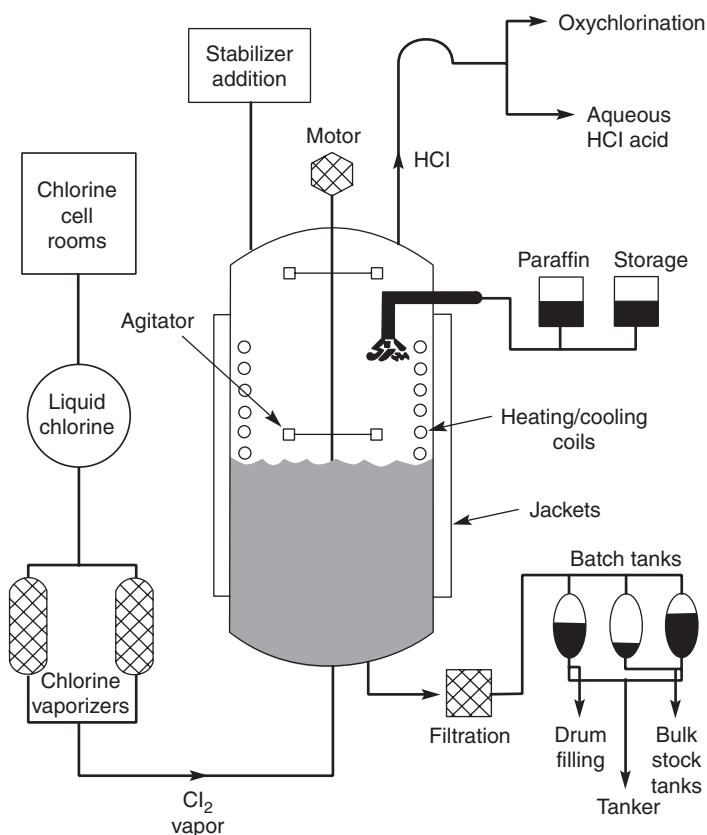 Oxychlorination
Stabilizer
addition
Motor
Aqueous
HCl acid
HCl
Chlorine
cell
rooms
Paraffin
Storage
Agitator
Liquid
chlorine
Heating/cooling
coils
Jackets
Batch tanks
Chlorine
vaporizers
Filtration
Drum
filling
Bulk
stock
tanks
Tanker
Cl2
vapor